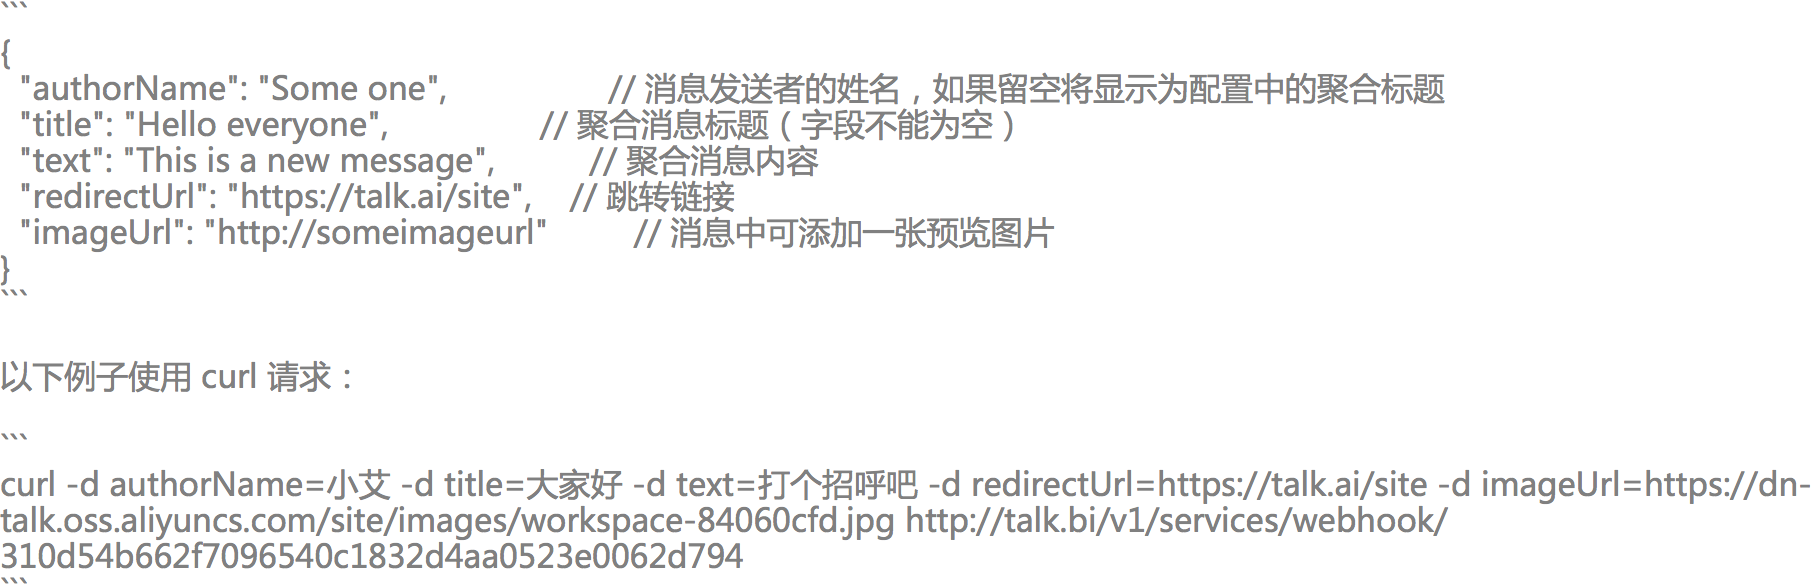 ```
{
  "authorName": "Some one",                 // 消息发送者的姓名，如果留空将显示为配置中的聚合标题
  "title": "Hello everyone",                // 聚合消息标题（字段不能为空）
  "text": "This is a new message",          // 聚合消息内容
  "redirectUrl": "https://talk.ai/site",    // 跳转链接
  "imageUrl": "http://someimageurl"         // 消息中可添加一张预览图片
}
```
以下例子使用 curl 请求：
```
curl -d authorName=小艾 -d title=大家好 -d text=打个招呼吧 -d redirectUrl=https://talk.ai/site -d imageUrl=https://dn-
talk.oss.aliyuncs.com/site/images/workspace-84060cfd.jpg http://talk.bi/v1/services/webhook/
310d54b662f7096540c1832d4aa0523e0062d794
```